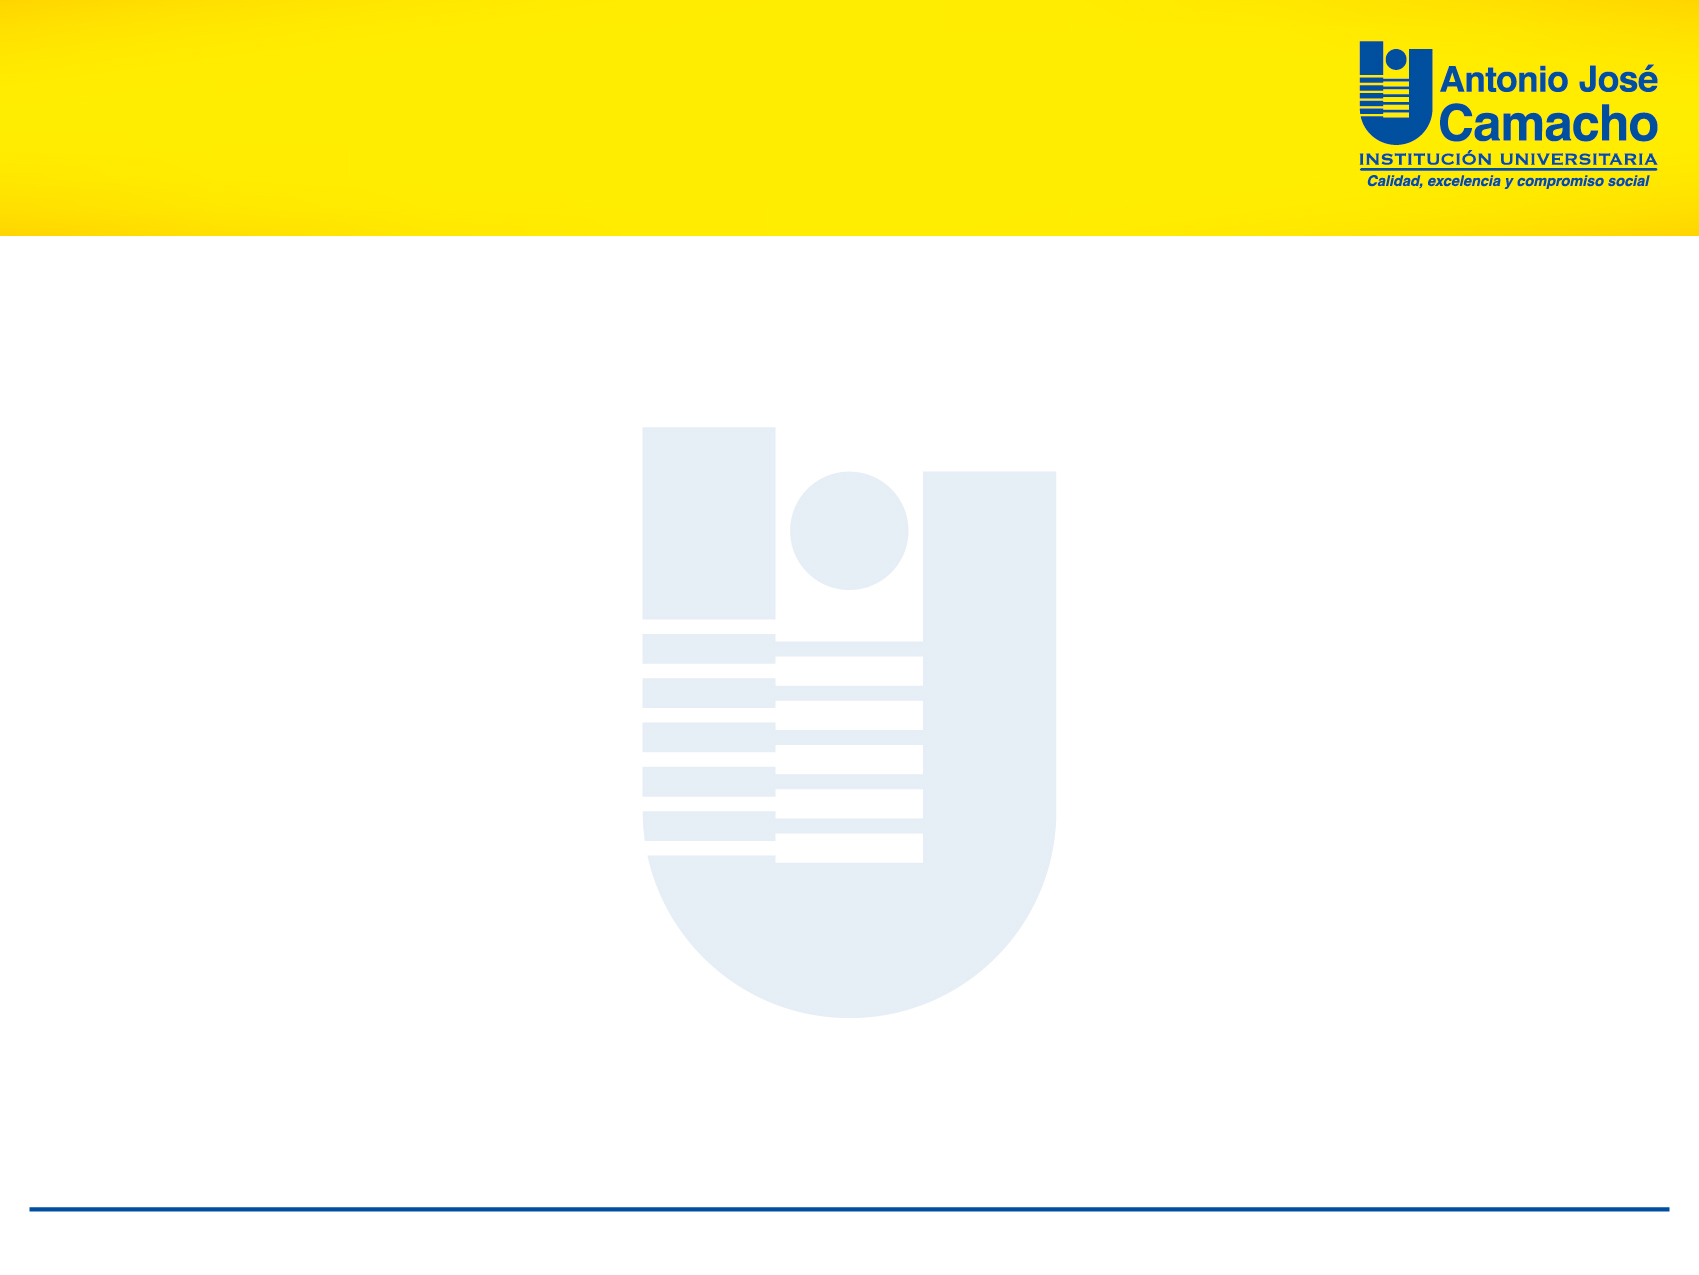 Antonio José
Camacho
INSTITUCIÓN UNIVERSITARIA
Calidad, excelencia y compromiso social